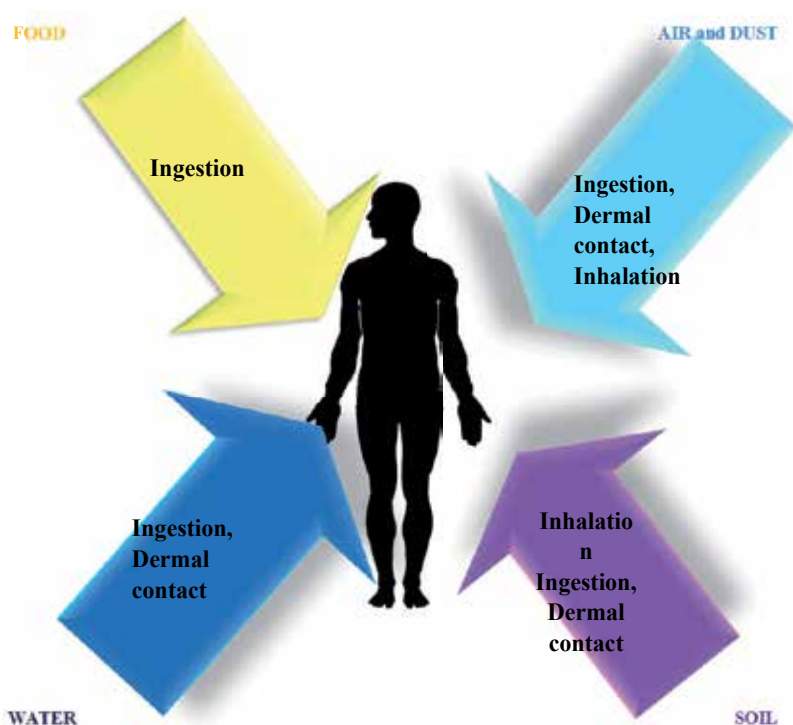 FOOD
AIR and DUST
Ingestion
Ingestion,
Dermal
contact,
Inhalation
Ingestion,
Dermal
contact
Inhalatio
n
Ingestion,
Dermal
contact
WATER
SOIL